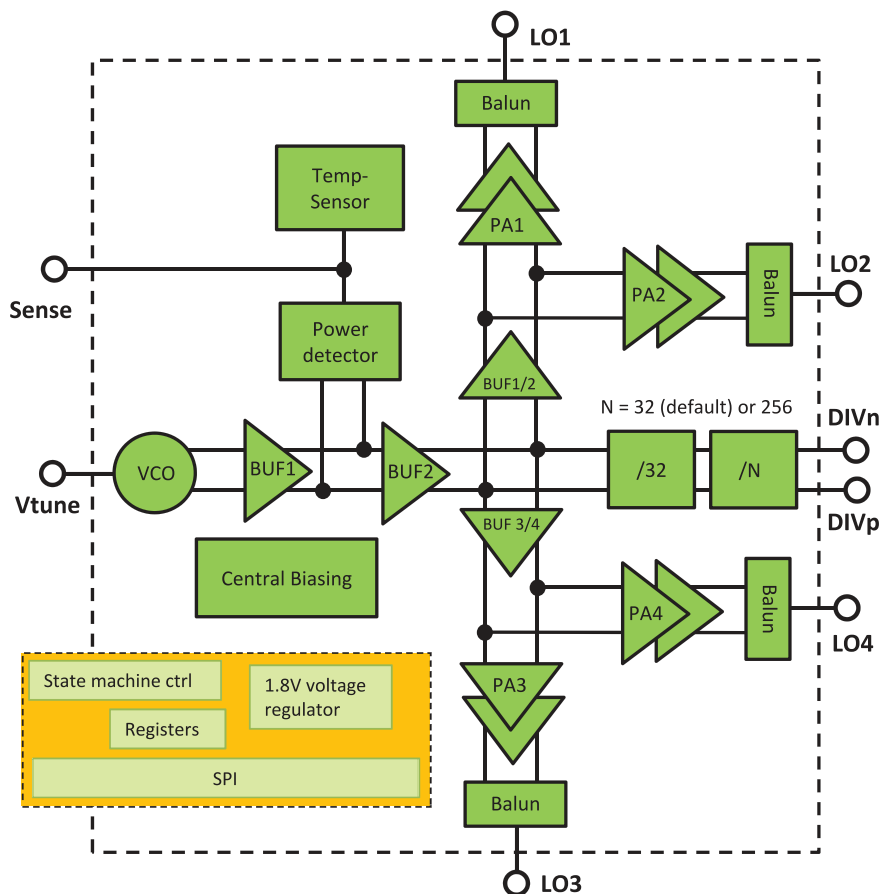 LO1
Balun
Temp-
Sensor
PA1
Sense
PA2
Balun
LO2
Power
detector
BUF1/2
N = 32 (default) or 256
DIVn
VCO
BUF1
BUF2
/32
/N
Vtune
DIVp
BUF 3/4
Central Biasing
PA4
Balun
LO4
State machine ctrl
1.8V voltage
regulator
PA3
Registers
SPI
Balun
LO3